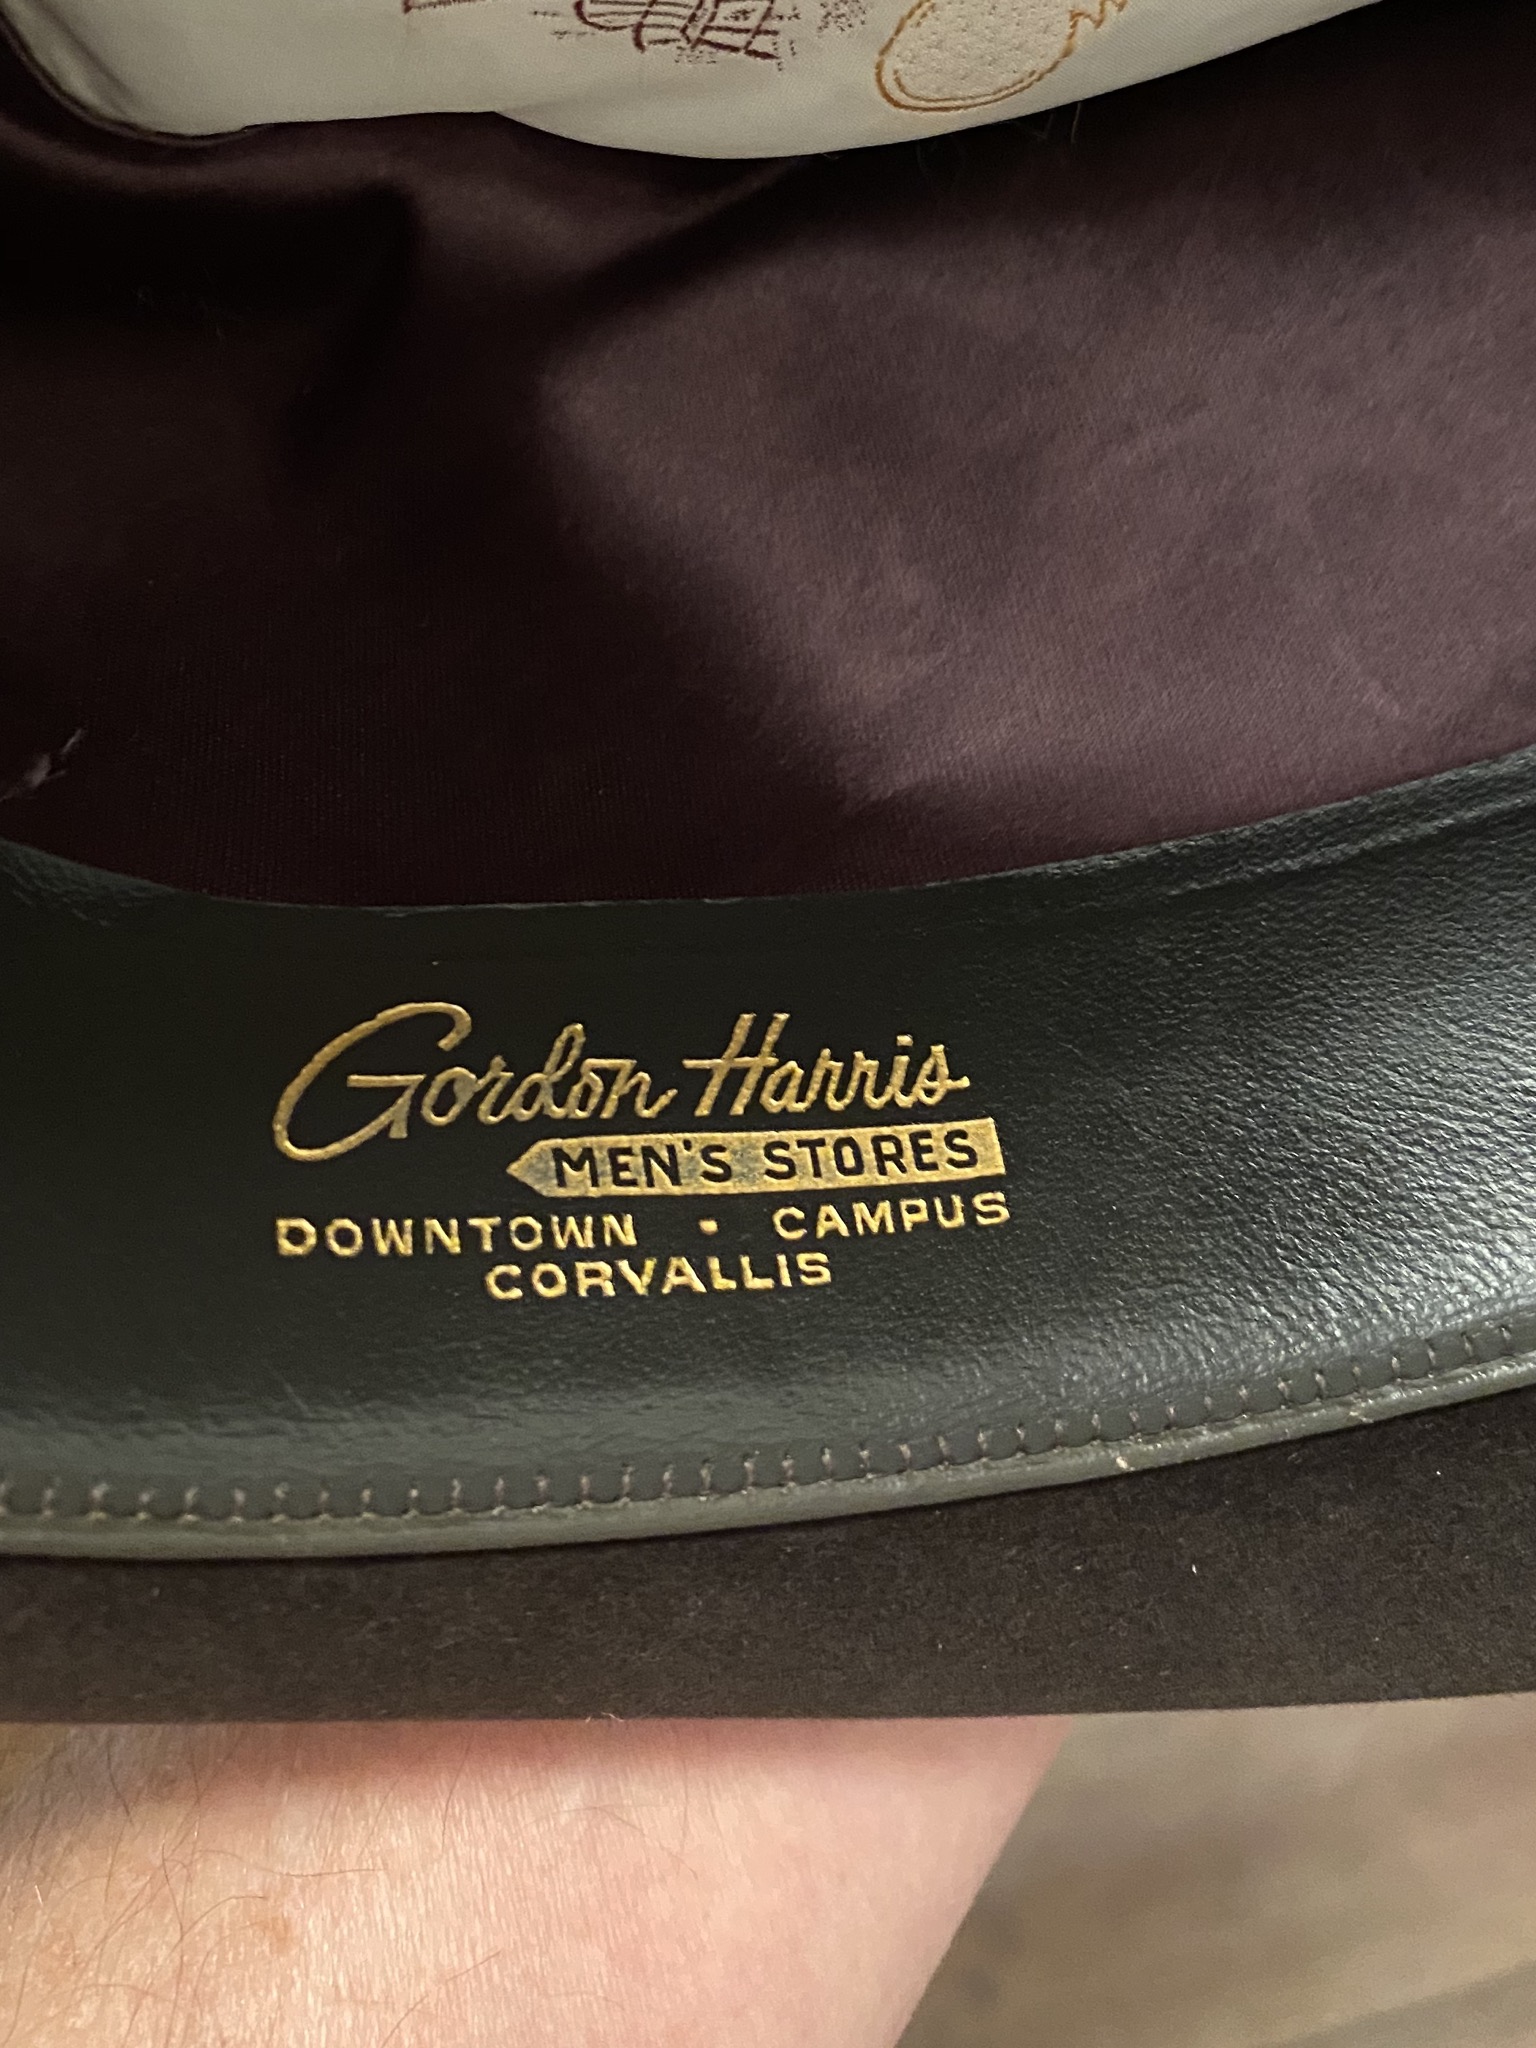 Gordon Harris
MEN'S STORES
DOWNTOWN · CAMPUS
CORVALLIS